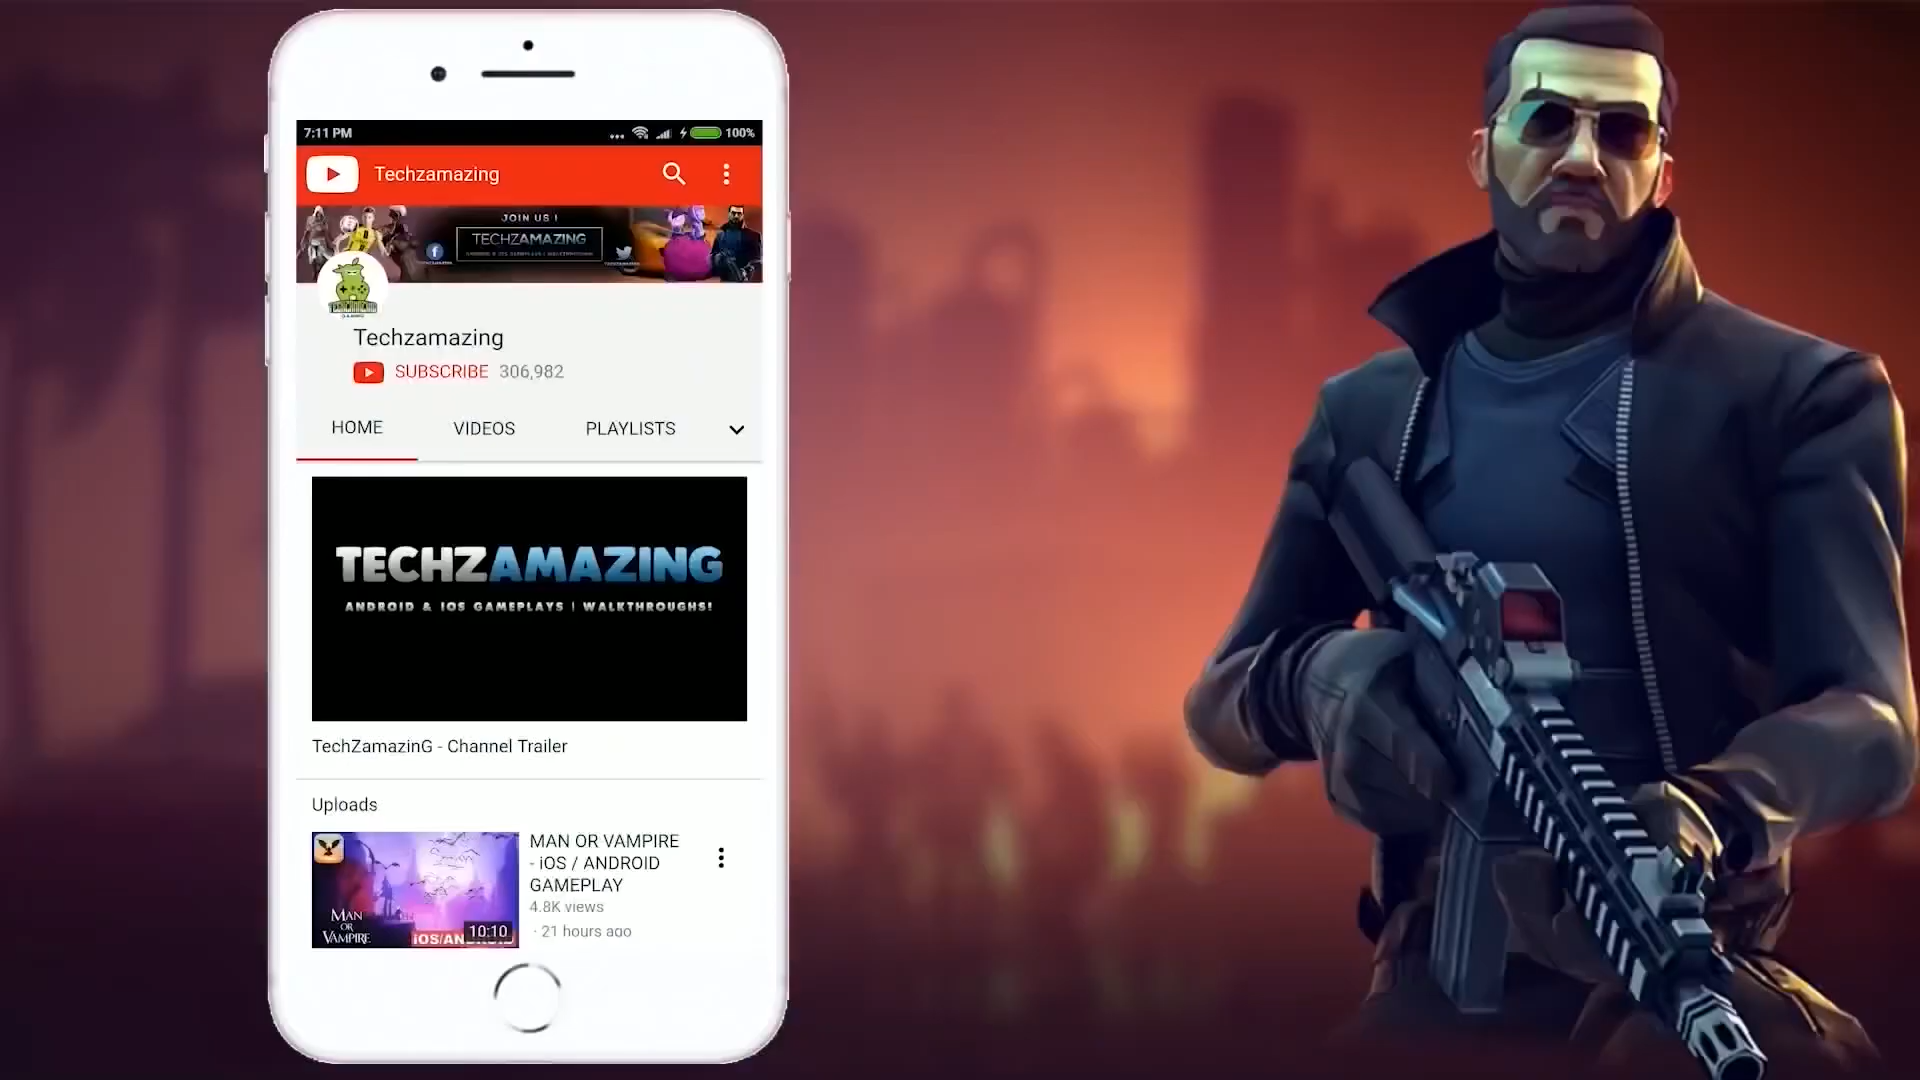 7:11 PM
100%
Techzamazing
JOIN US !
TECHZAMAZING
Techzamazing
SUBSCRIBE 306,982
HOME VIDEOS PLAYLISTS
TECHZAMAZING
ANDROID & IOS GAMEPLAYS | WALKTHROUGHS!
TechZamazinG - Channel Trailer
Uploads
MAN OR VAMPIRE
- iOS / ANDROID
GAMEPLAY
4.8K views
· 21 hours ago
MAN
OR
VAMPIRE
10:10